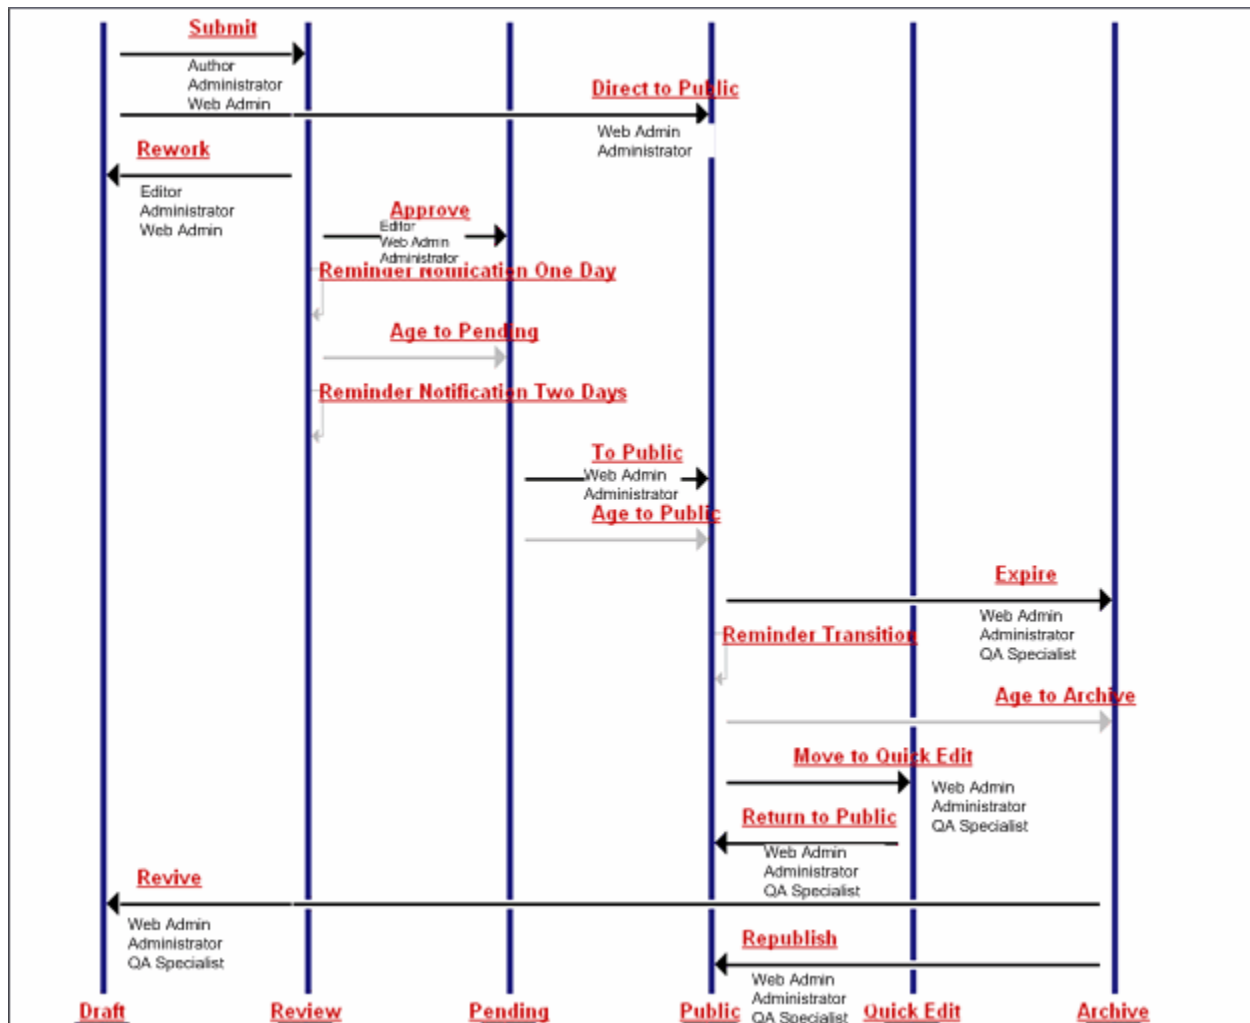 Submit
Author
Administrator
Web Admin
Direct to Public
Web Admin
Administrator
Rework
Editor
Administrator
Web Admin
Approve
Editor
Web Admin
Administrator
Reminder Notification One Day
Age to Pending
Reminder Notification Two Days
To Public
Web Admin
Administrator
Age to Public
Expire
Web Admin
Administrator
QA Specialist
Reminder Transition
Age to Archive
Move to Quick Edit
Web Admin
Administrator
QA Specialist
Return to Public
Web Admin
Administrator
QA Specialist
Revive
Web Admin
Administrator
QA Specialist
Republish
Web Admin
Administrator
QA Specialist
Draft Review Pending Public Quick Edit Archive